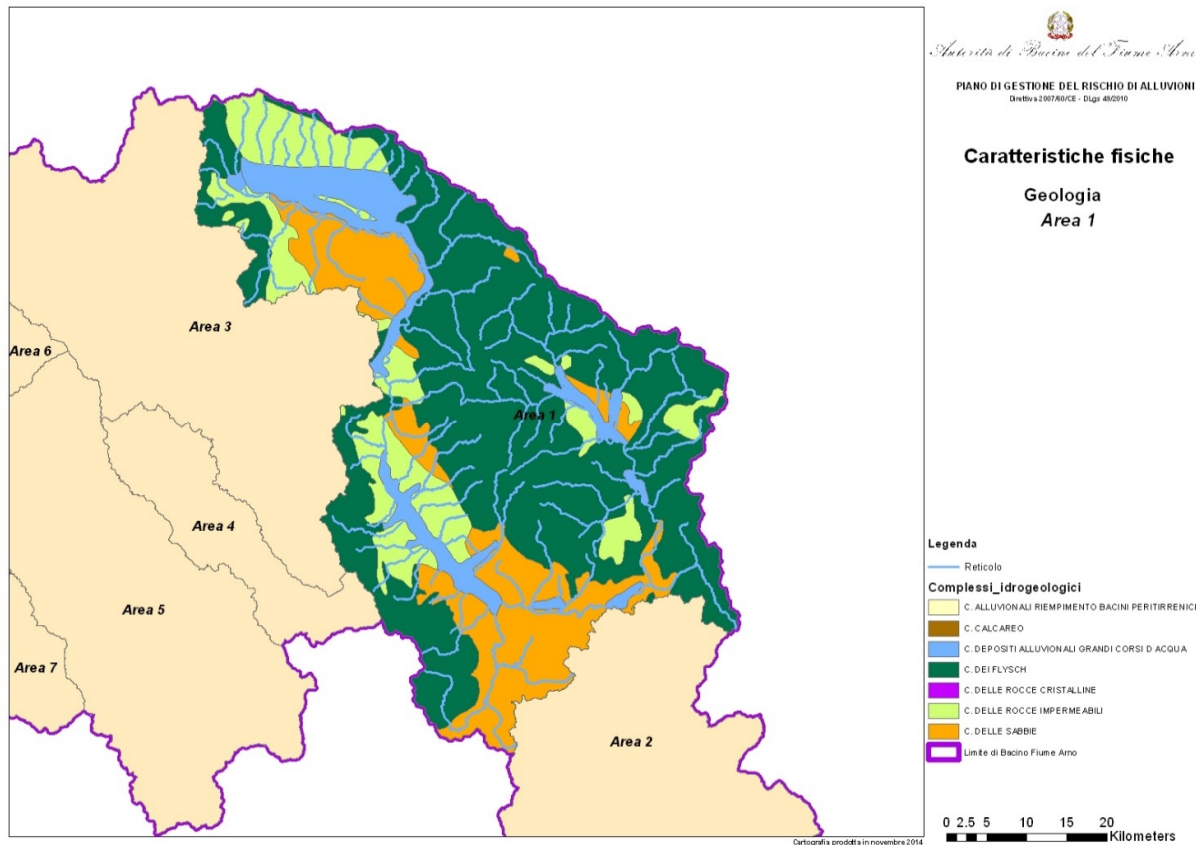 Autorità di Bacino del Fiume Arno
PIANO DI GESTIONE DEL RISCHIO DI ALLUVIONI
Direttiva 2007/60/CE - DLgs 49/2010
Caratteristiche fisiche
Geologia
Area 1
Area 3
Area 6
Area 1
Area 4
Area 5
Area 7
Area 2
Legenda
Reticolo
Complessi_idrogeologici
C. ALLUVIONALI RIEMPIMENTO BACINI PERITIRRENICI
C. CALCAREO
C. DEPOSITI ALLUVIONALI GRANDI CORSI D ACQUA
C. DEI FLYSCH
C. DELLE ROCCE CRISTALLINE
C. DELLE ROCCE IMPERMEABILI
C. DELLE SABBIE
Limite di Bacino Fiume Arno
0 2.5 5 10 15 20
Kilometers
Cartografia prodotta in novembre 2014